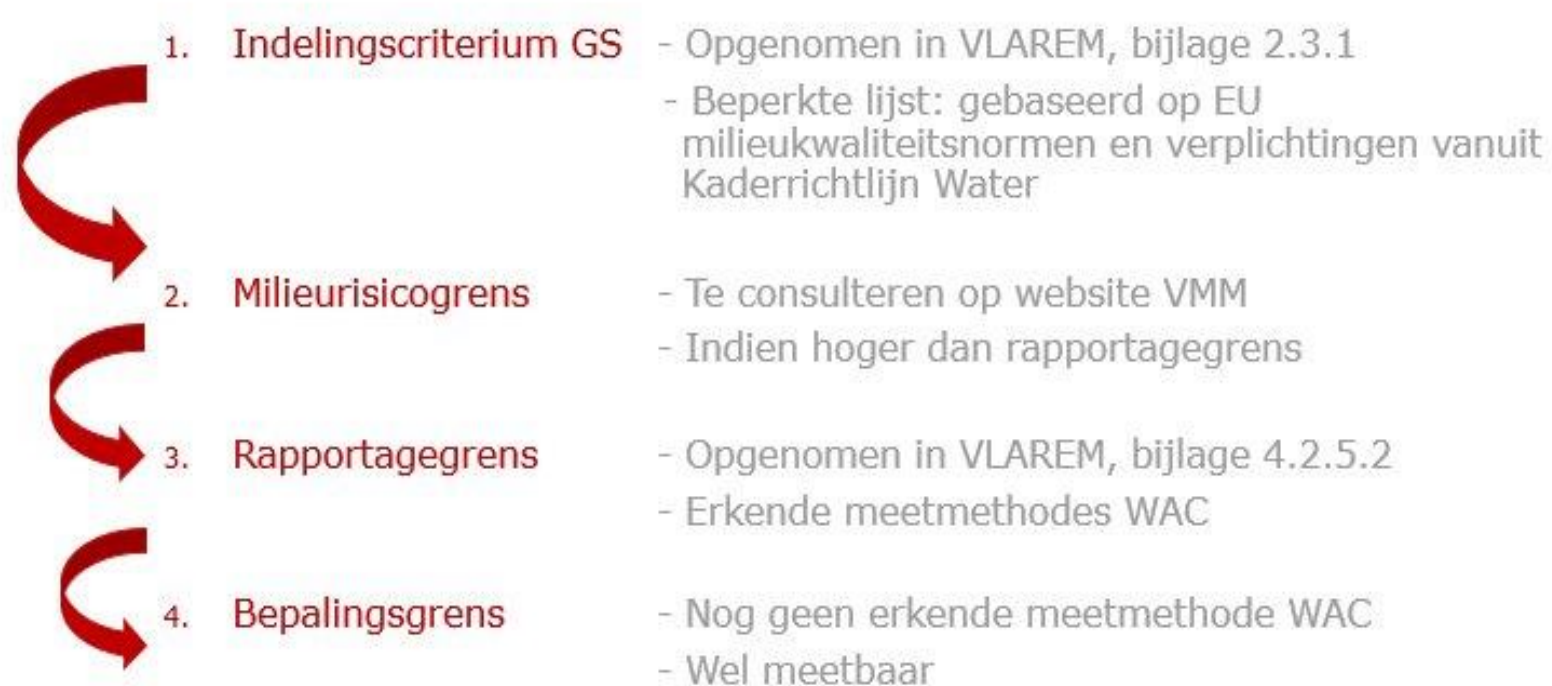 1. Indelingscriterium GS - Opgenomen in VLAREM, bijlage 2.3.1
- Beperkte lijst: gebaseerd op EU
milieukwaliteitsnormen en verplichtingen vanuit
Kaderrichtlijn Water
2. Milieurisicogrens - Te consulteren op website VMM
- Indien hoger dan rapportagegrens
3. Rapportagegrens - Opgenomen in VLAREM, bijlage 4.2.5.2
- Erkende meetmethodes WAC
4. Bepalingsgrens - Nog geen erkende meetmethode WAC
- Wel meetbaar